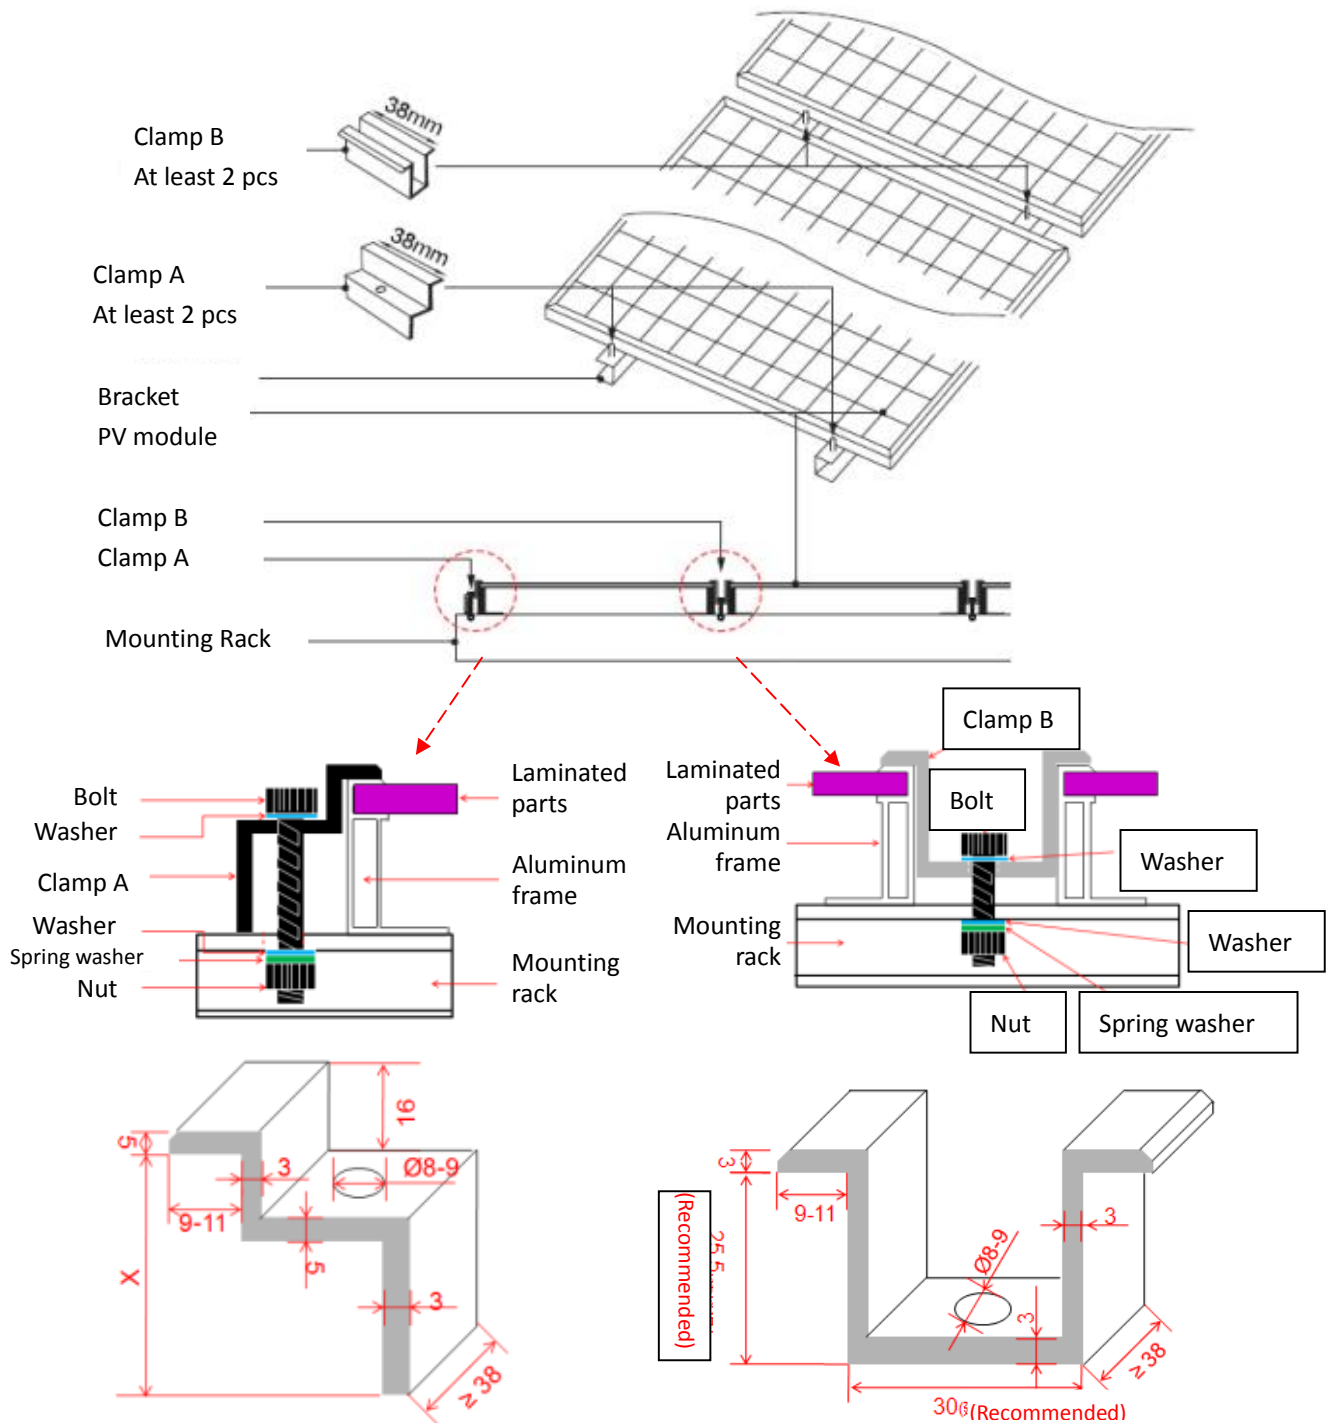 38mm
Clamp B
At least 2 pcs
38mm
Clamp A
At least 2 pcs
Bracket
PV module
Clamp B
Clamp A
Mounting Rack
Bolt
Washer
Clamp A
Washer
Spring washer
Nut
Laminated
parts
Aluminum
frame
Mounting
rack
Laminated
parts
Aluminum
frame
Mounting
rack
Clamp B
Bolt
Washer
Washer
Nut
Spring washer
5
16
3
Ø8-9
9-11
5
X
3
≥ 38
3
9-11
25.5
(Recommended)
3
Ø8-9
3
≥ 38
30
(Recommended)